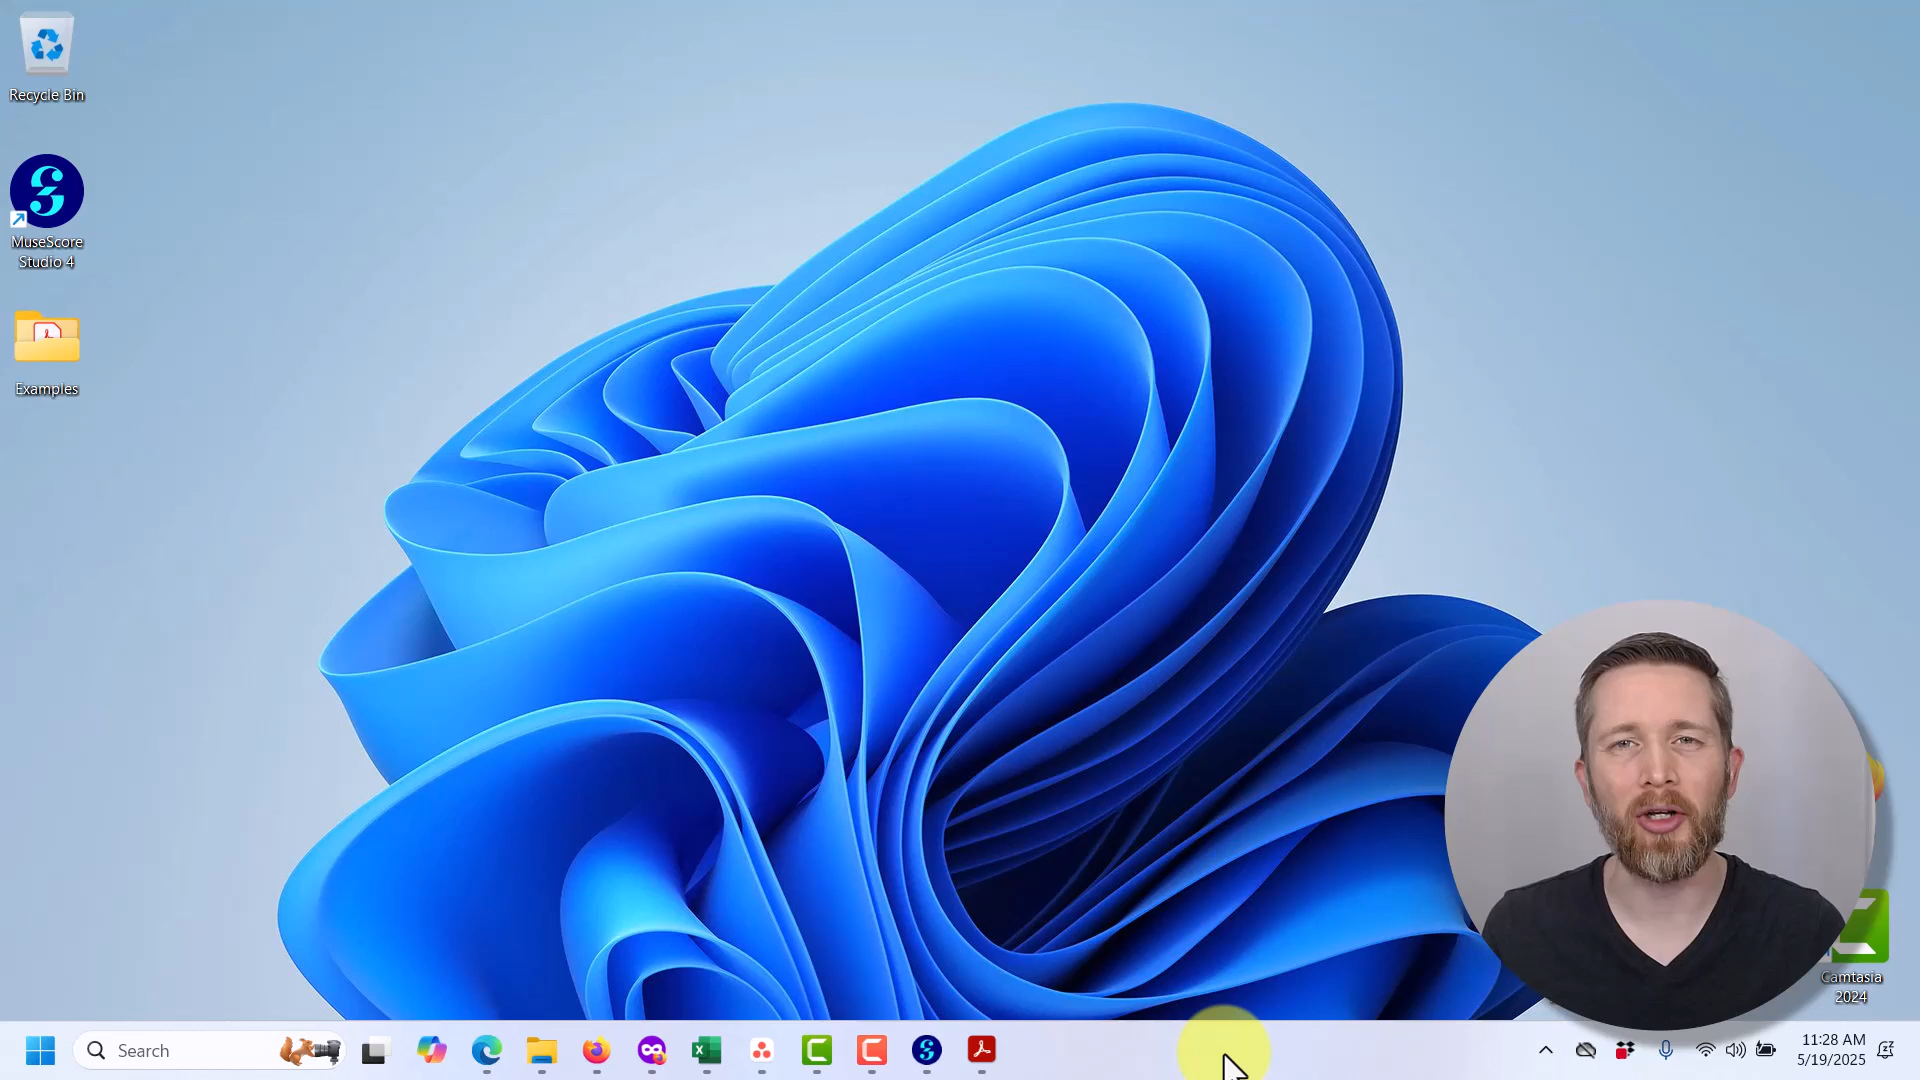 Recycle Bin
MuseScore
Studio 4
Examples
Camtasia
2024
Search
11:28 AM
5/19/2025